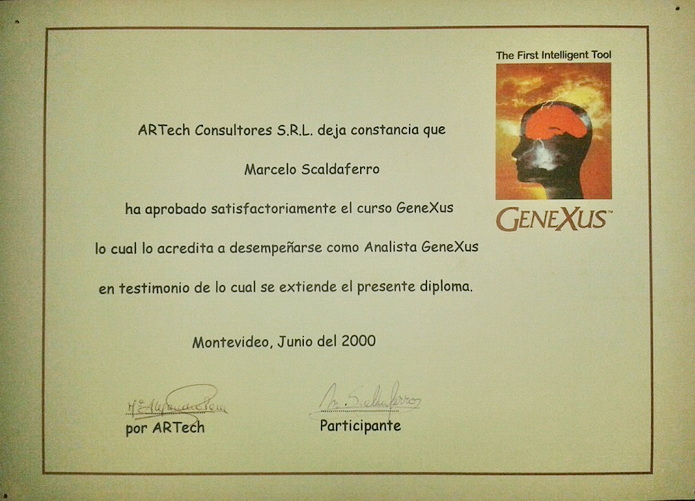 The First Intelligent Tool
GENEXUS™
ARTech Consultores S.R.L. deja constancia que
Marcelo Scaldaferro
ha aprobado satisfactoriamente el curso GeneXus
lo cual lo acredita a desempeñarse como Analista GeneXus
en testimonio de lo cual se extiende el presente diploma.
Montevideo, Junio del 2000
por ARTech
Participante